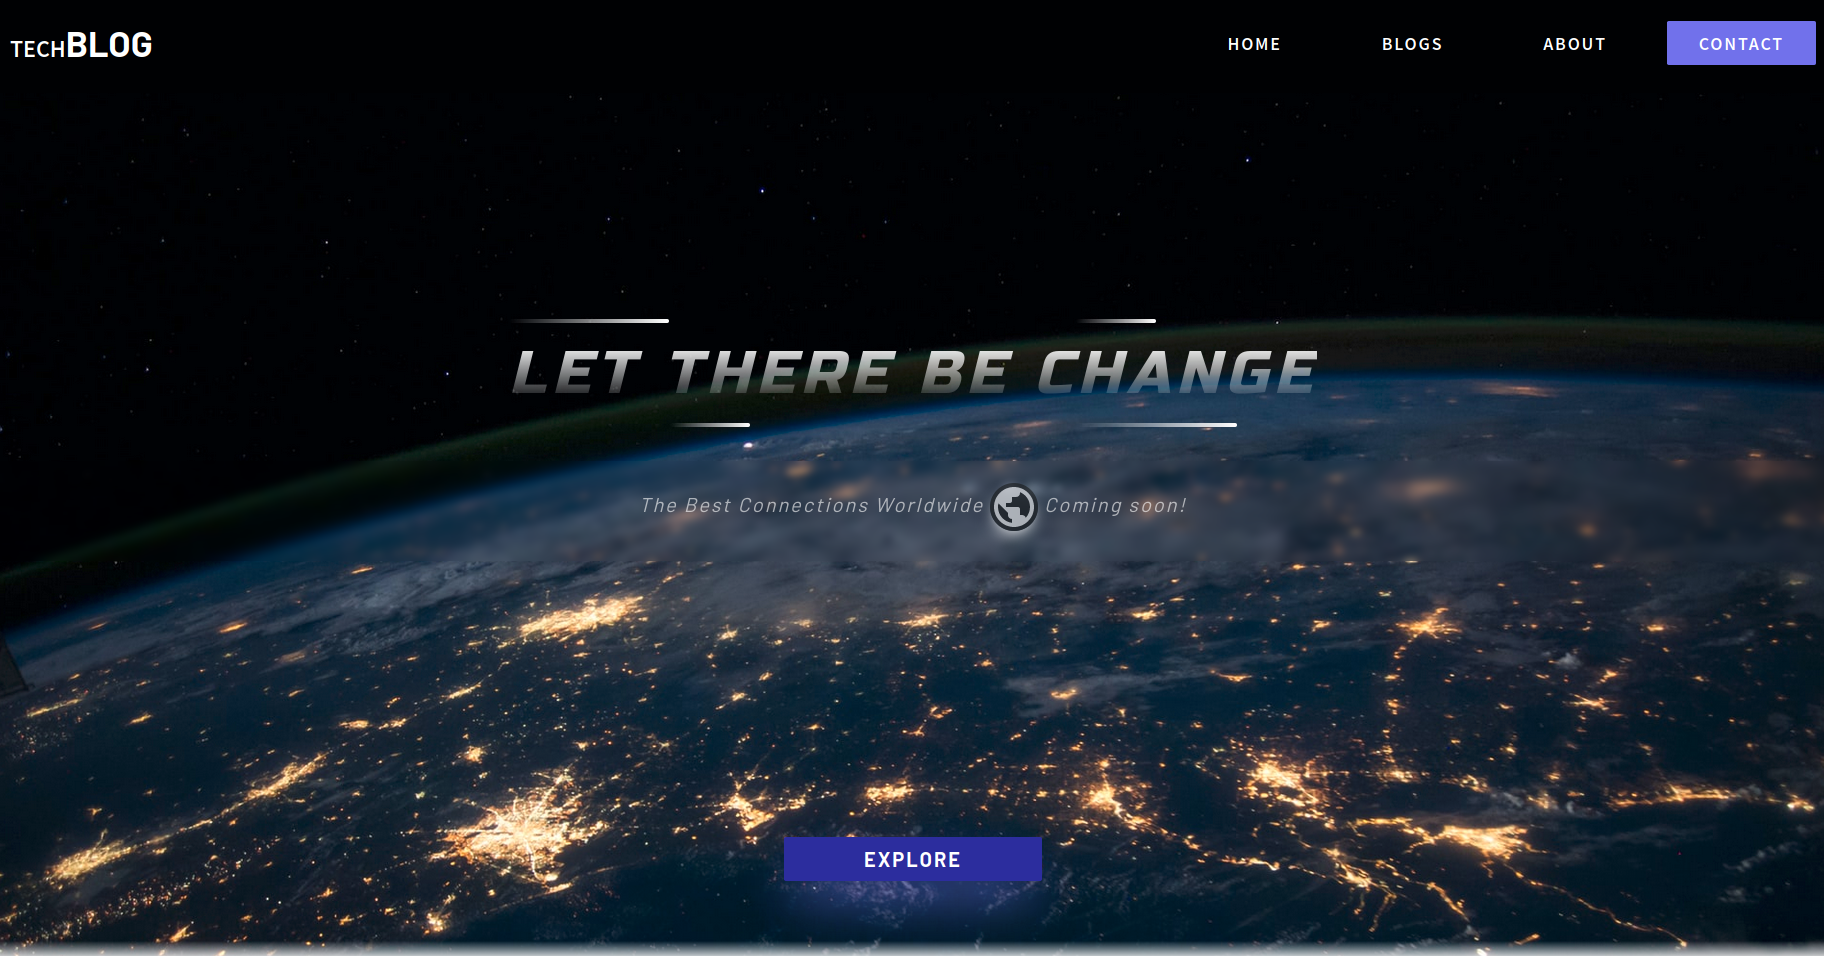 TECHBLOG
HOME BLOGS ABOUT CONTACT
LET THERE BE CHANGE
The Best Connections Worldwide Coming soon!
EXPLORE